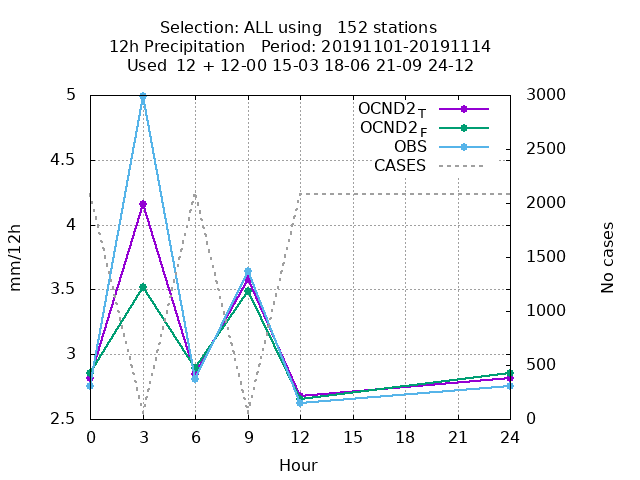 Selection: ALL using   152 stations
12h Precipitation   Period: 20191101-20191114
Used  12 + 12-00 15-03 18-06 21-09 24-12
OCND2T
OCND2F
OBS
CASES
5
4.5
4
3.5
3
2.5
mm/12h
3000
2500
2000
1500
1000
500
0
No cases
0 3 6 9 12 15 18 21 24
Hour